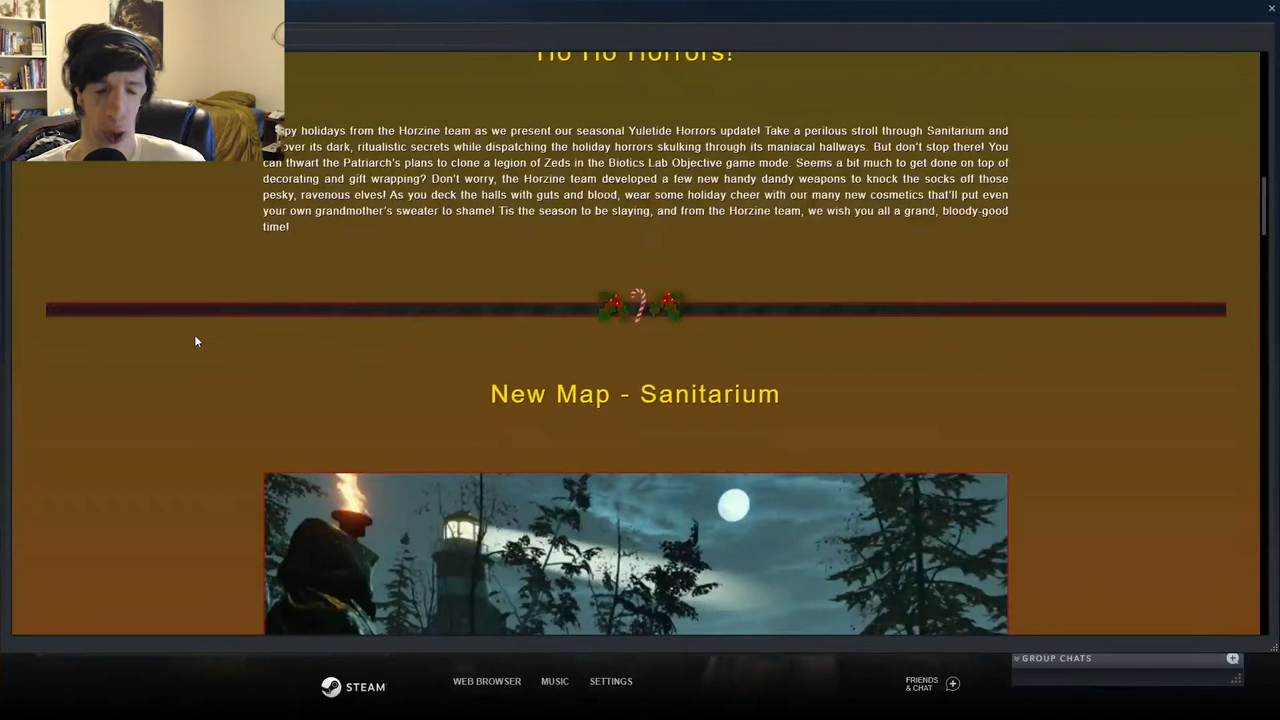 Ho Ho Horrors!
py holidays from the Horzine team as we present our seasonal Yuletide Horrors update! Take a perilous stroll through Sanitarium and
over its dark, ritualistic secrets while dispatching the holiday horrors skulking through its maniacal hallways. But don't stop there! You
can thwart the Patriarch's plans to clone a legion of Zeds in the Biotics Lab Objective game mode. Seems a bit much to get done on top of
decorating and gift wrapping? Don't worry, the Horzine team developed a few new handy dandy weapons to knock the socks off those
pesky, ravenous elves! As you deck the halls with guts and blood, wear some holiday cheer with our many new cosmetics that'll put even
your own grandmother's sweater to shame! Tis the season to be slaying, and from the Horzine team, we wish you all a grand, bloody-good
time!
New Map - Sanitarium
GROUP CHATS
STEAM
WEB BROWSER
MUSIC
SETTINGS
FRIENDS
& CHAT